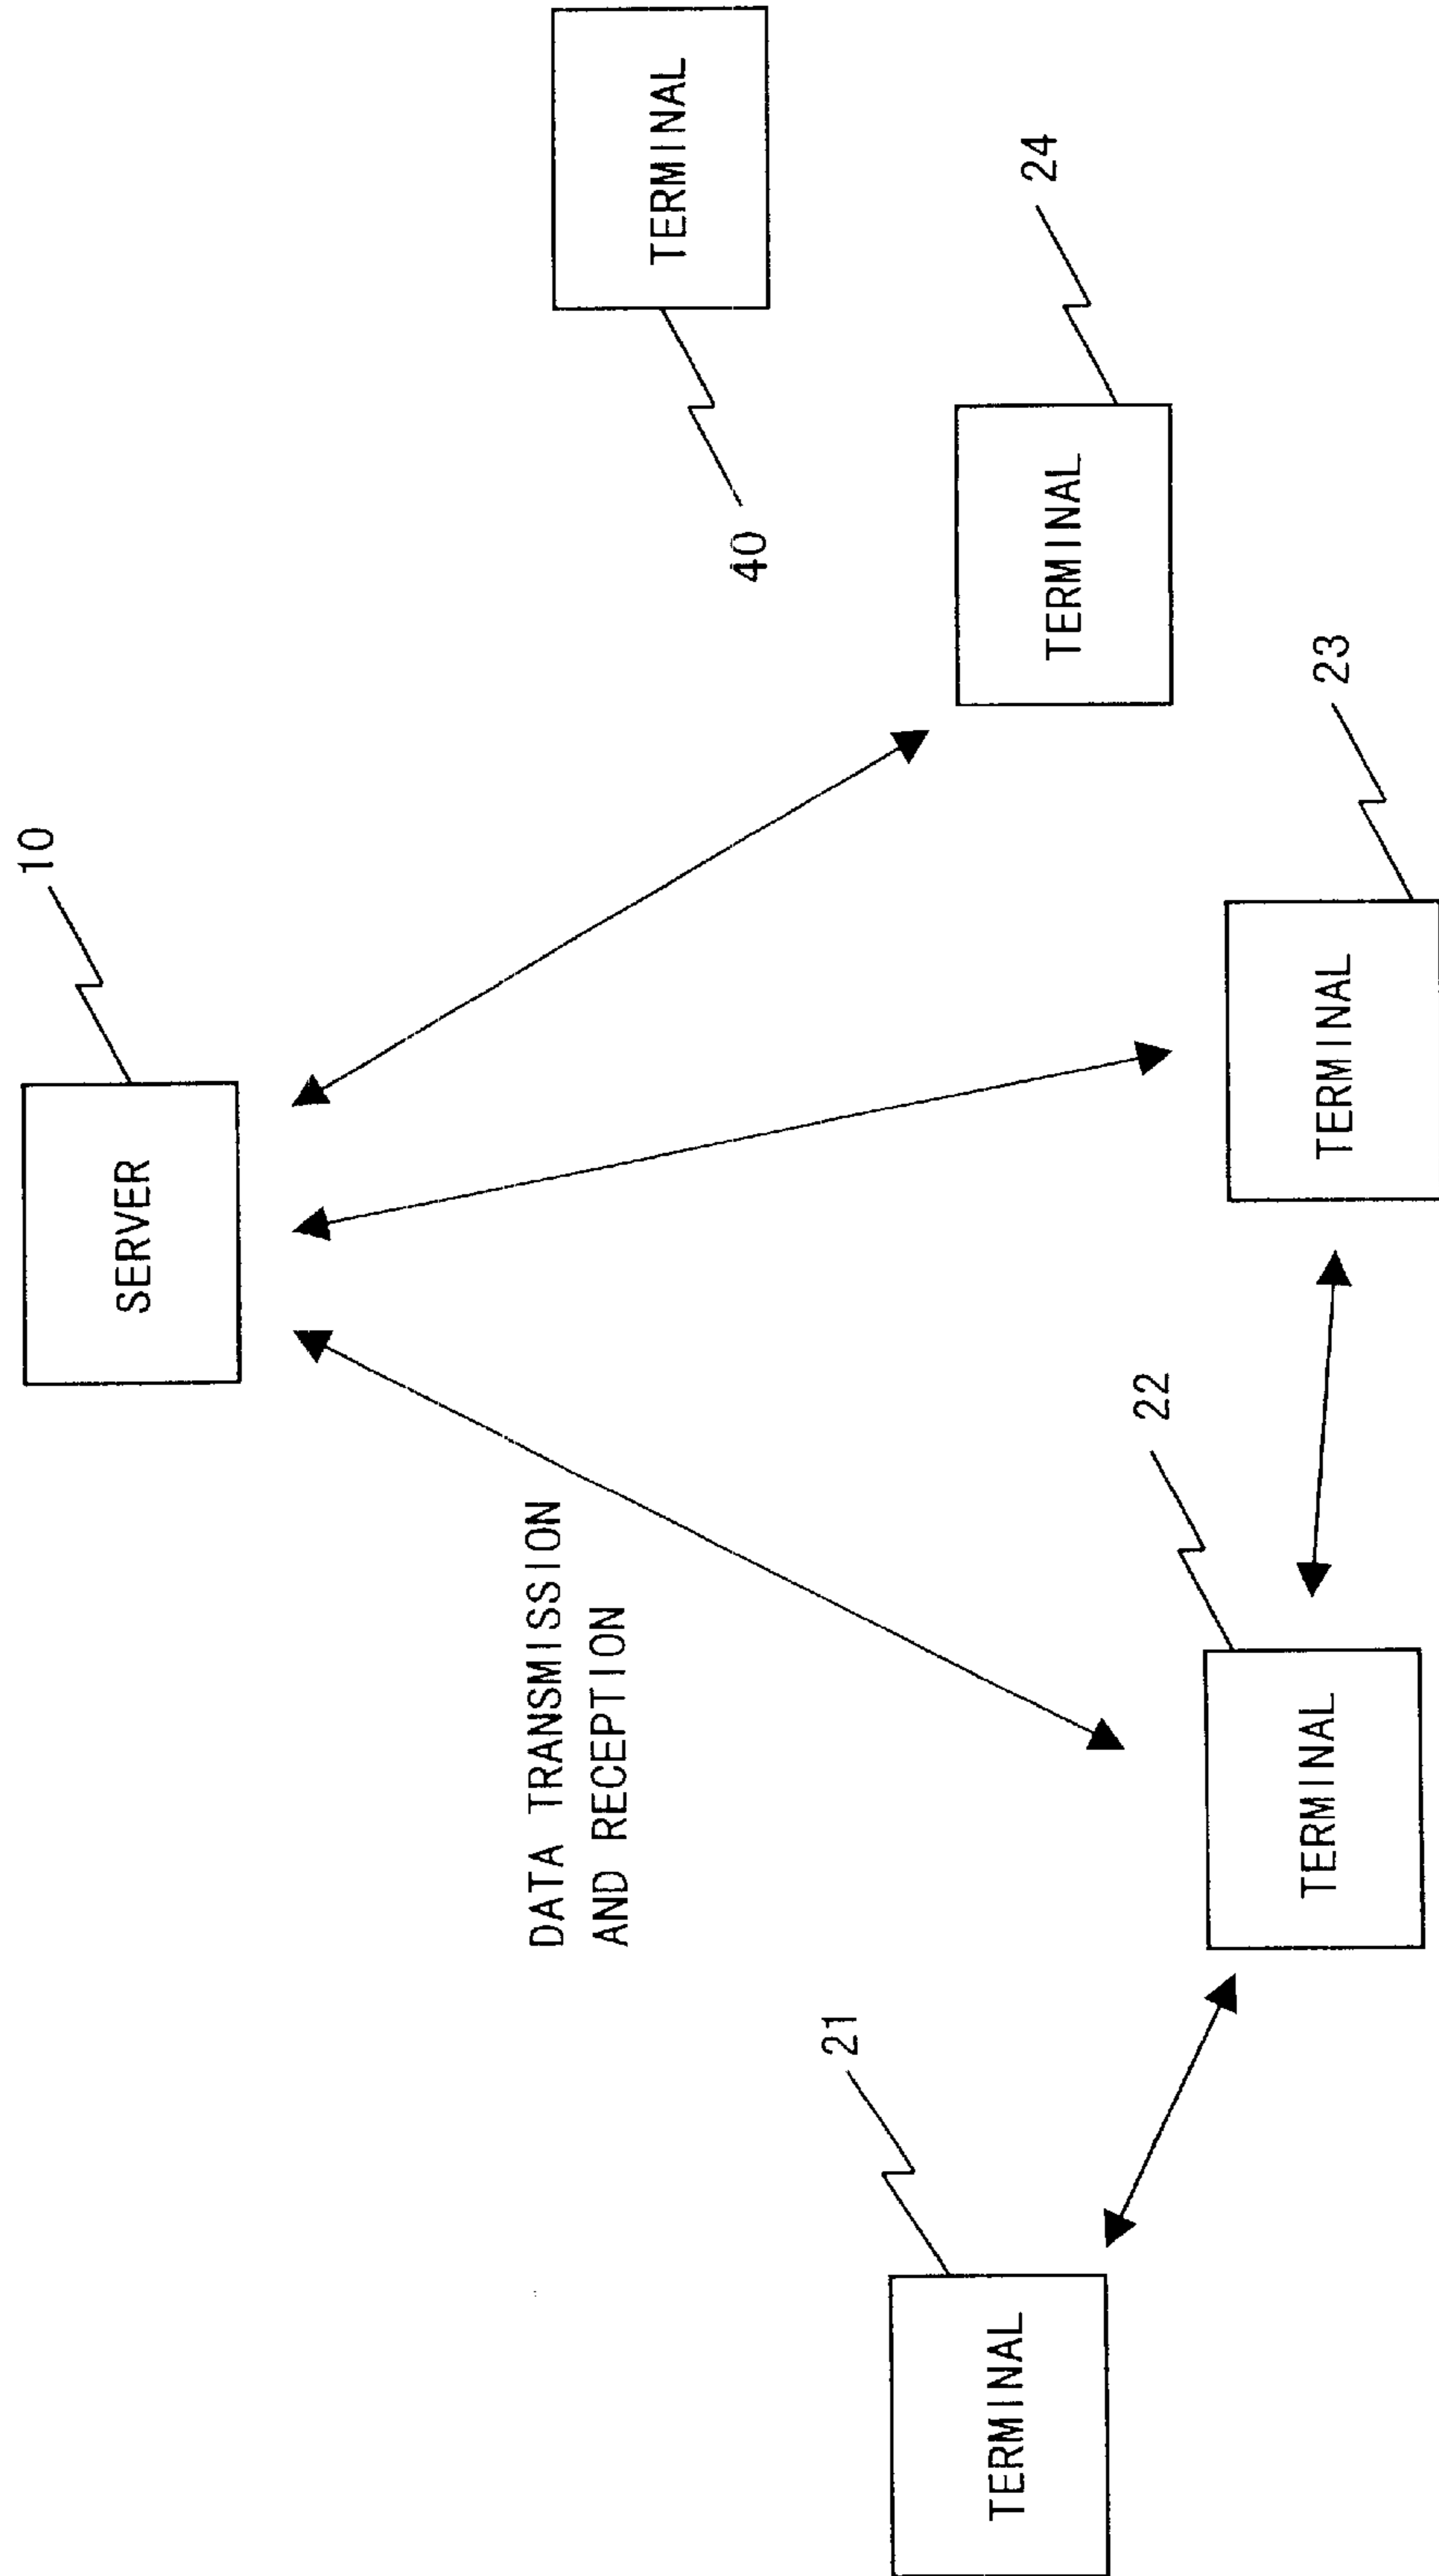 SERVER
10
DATA TRANSMISSION
AND RECEPTION
TERMINAL
40
TERMINAL
21
TERMINAL
24
TERMINAL
22
TERMINAL
23